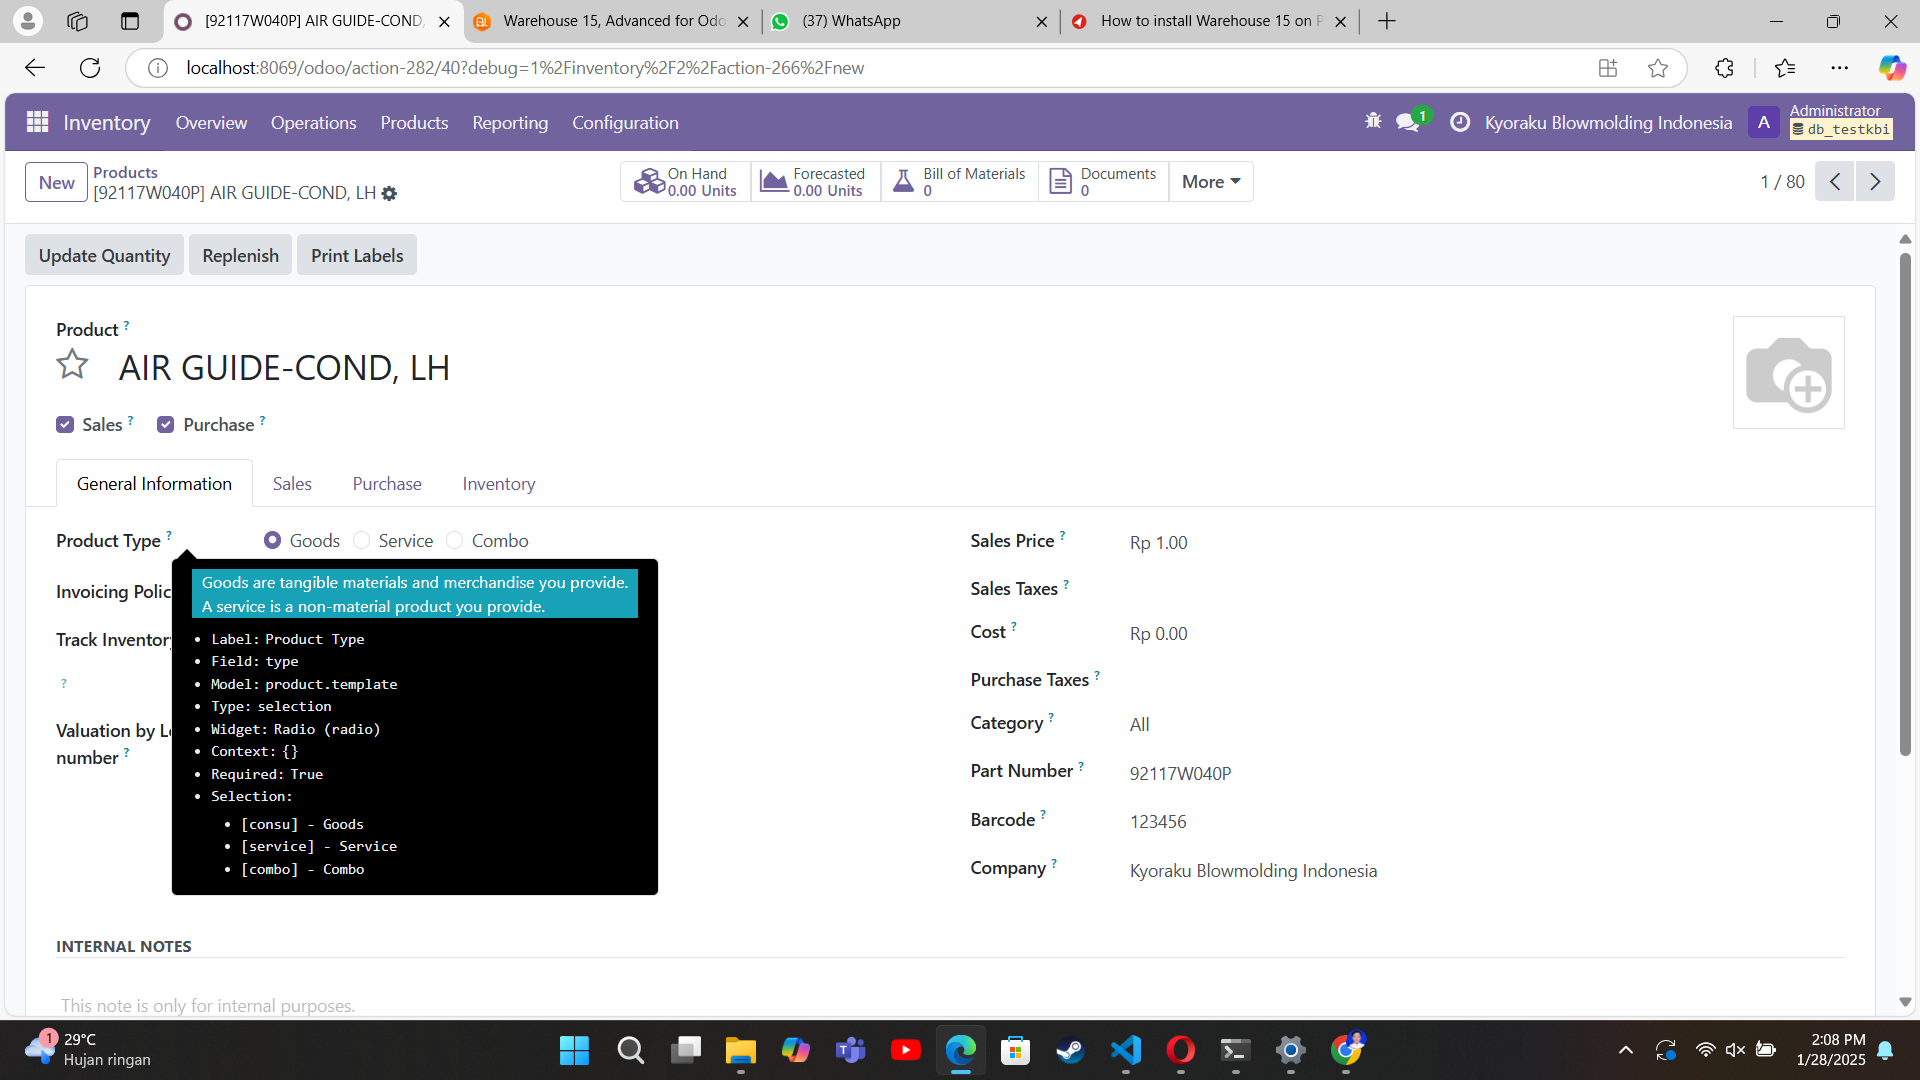 [92117W040P] AIR GUIDE-COND,
Warehouse 15, Advanced for Odo
(37) WhatsApp
How to install Warehouse 15 on P
localhost:8069/odoo/action-282/40?debug=1%2Finventory%2F2%2Faction-266%2Fnew
Inventory
Overview
Operations
Products
Reporting
Configuration
1
Kyoraku Blowmolding Indonesia
A
Administrator
db_testkbi
New
Products
[92117W040P] AIR GUIDE-COND, LH
On Hand
0.00 Units
Forecasted
0.00 Units
Bill of Materials
0
Documents
0
More
1 / 80
Update Quantity
Replenish
Print Labels
Product ?
AIR GUIDE-COND, LH
Sales ?
Purchase ?
General Information
Sales
Purchase
Inventory
Product Type ?
Goods
Service
Combo
Invoicing Polic
Track Inventor
?
Valuation by L
number ?
Goods are tangible materials and merchandise you provide.
A service is a non-material product you provide.
• Label: Product Type
• Field: type
• Model: product.template
• Type: selection
• Widget: Radio (radio)
• Context: {}
• Required: True
• Selection:
• [consu] - Goods
• [service] - Service
• [combo] - Combo
Sales Price ?
Rp 1.00
Sales Taxes ?
Cost ?
Rp 0.00
Purchase Taxes ?
Category ?
All
Part Number ?
92117W040P
Barcode ?
123456
Company ?
Kyoraku Blowmolding Indonesia
INTERNAL NOTES
This note is only for internal purposes.
1
29°C
Hujan ringan
2:08 PM
1/28/2025